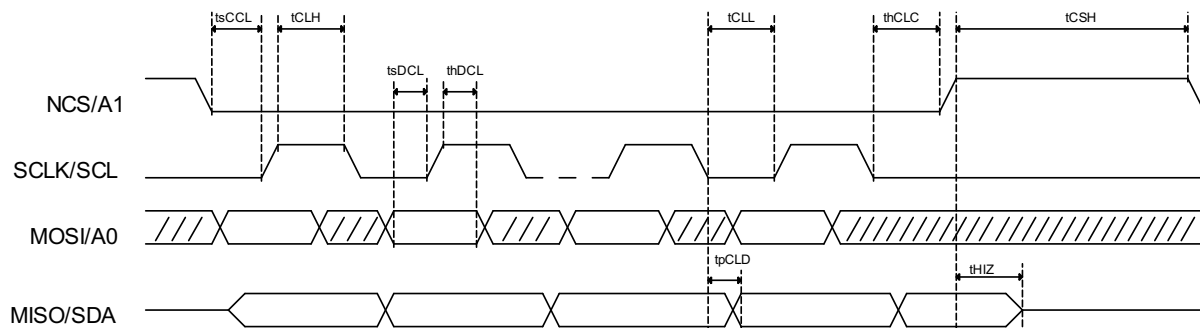 tsCCL tCLH tCLL thCLC tCSH
tsDCL thDCL
NCS/A1
SCLK/SCL
MOSI/A0
tpCLD tHIZ
MISO/SDA